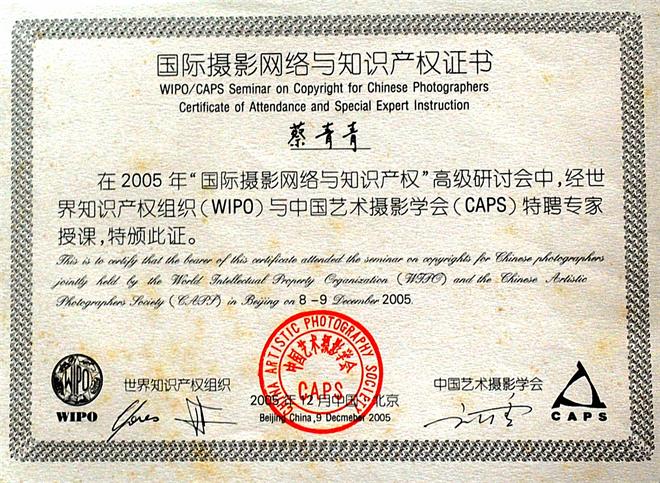 国际摄影网络与知识产权证书
WIPO/CAPS Seminar on Copyright for Chinese Photographers
Certificate of Attendance and Special Expert Instruction
蔡青青
在 2005 年“国际摄影网络与知识产权”高级研讨会中,经世
界知识产权组织(WIPO)与中国艺术摄影学会(CAPS)特聘专家
授课,特颁此证。
This is to certify that the bearer of this certificate attended the seminar on copyrights for Chinese photographers
jointly held by the World Intellectual Property Organization (WIPO) and the Chinese Artistic
Photographers Society (CAPS) in Beijing on 8-9 December 2005
CHINA ARTISTIC PHOTOGRAPHY SOCIETY
中国艺术摄影学会
CAPS
WIPO
WIPO
世界知识产权组织
2005年12月中国 北京
Beijing China,9 Decmeber 2005
中国艺术摄影学会
CAPS